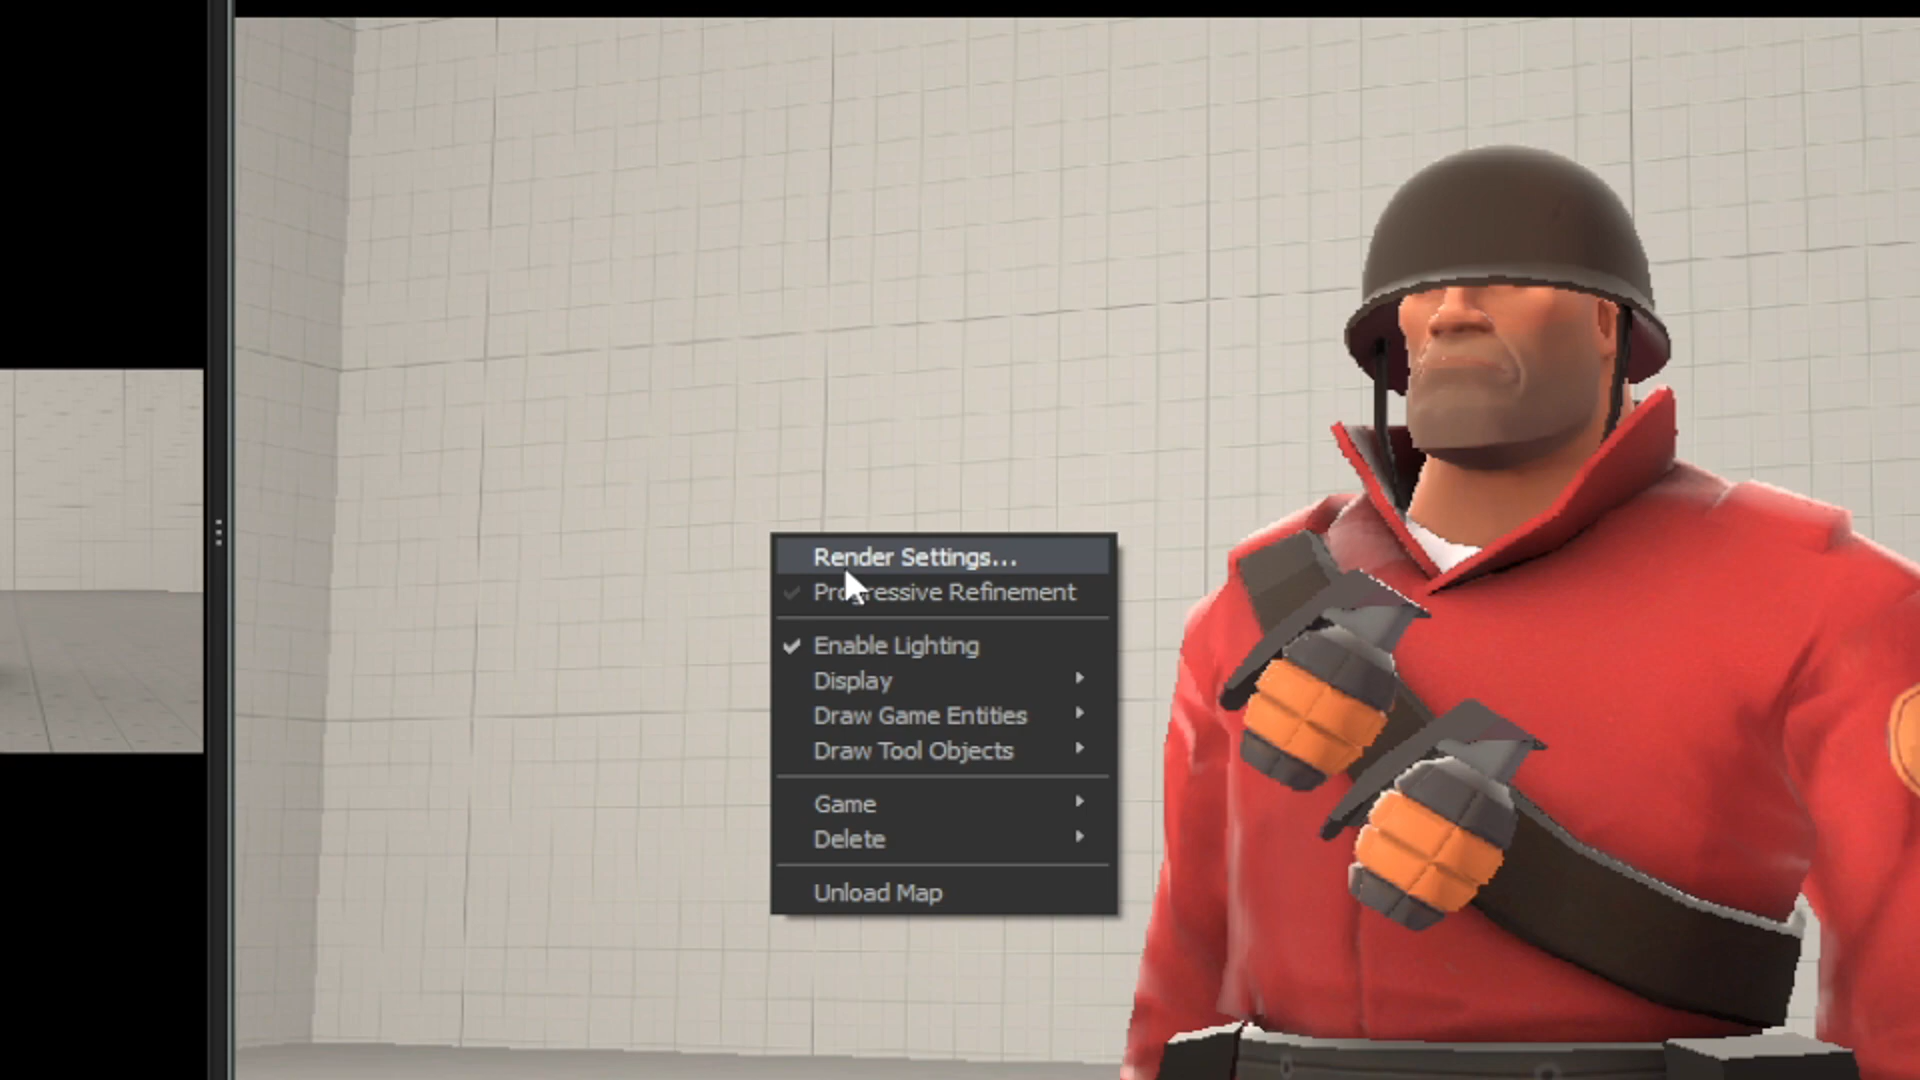 Render Settings...
Progressive Refinement
Enable Lighting
Display
Draw Game Entities
Draw Tool Objects
Game
Delete
Unload Map